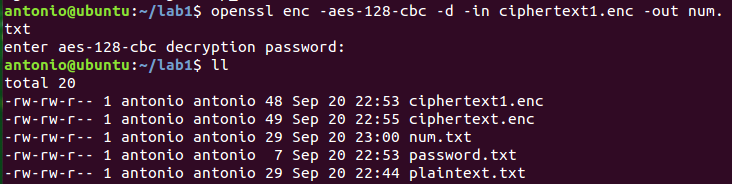 antonio@ubuntu:~/lab1$ openssl enc -aes-128-cbc -d -in ciphertext1.enc -out num.
txt
enter aes-128-cbc decryption password:
antonio@ubuntu:~/lab1$ ll
total 20
-rw-rw-r-- 1 antonio antonio 48 Sep 20 22:53 ciphertext1.enc
-rw-rw-r-- 1 antonio antonio 49 Sep 20 22:55 ciphertext.enc
-rw-rw-r-- 1 antonio antonio 29 Sep 20 23:00 num.txt
-rw-rw-r-- 1 antonio antonio  7 Sep 20 22:53 password.txt
-rw-rw-r-- 1 antonio antonio 29 Sep 20 22:44 plaintext.txt